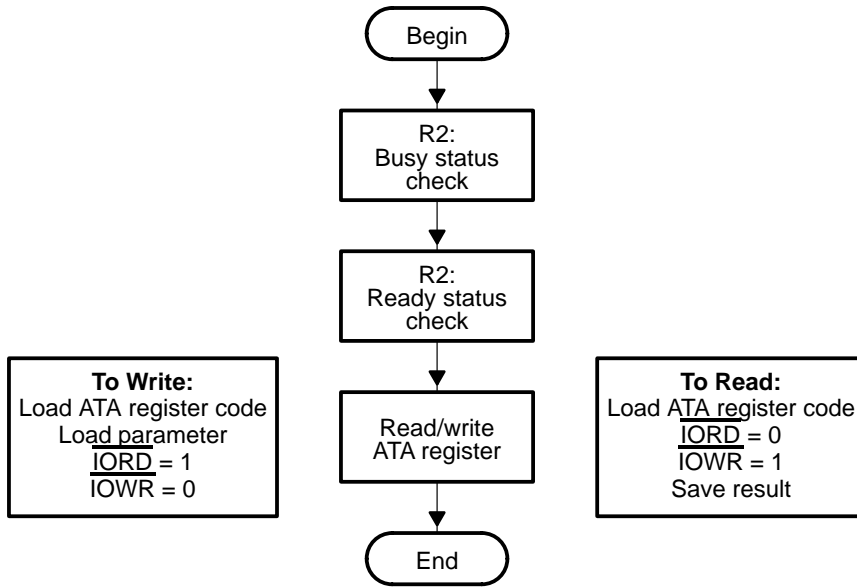 Begin
R2:
Busy status
check
R2:
Ready status
check
To Write:
Load ATA register code
Load parameter
IORD = 1
IOWR = 0
Read/write
ATA register
To Read:
Load ATA register code
IORD = 0
IOWR = 1
Save result
End